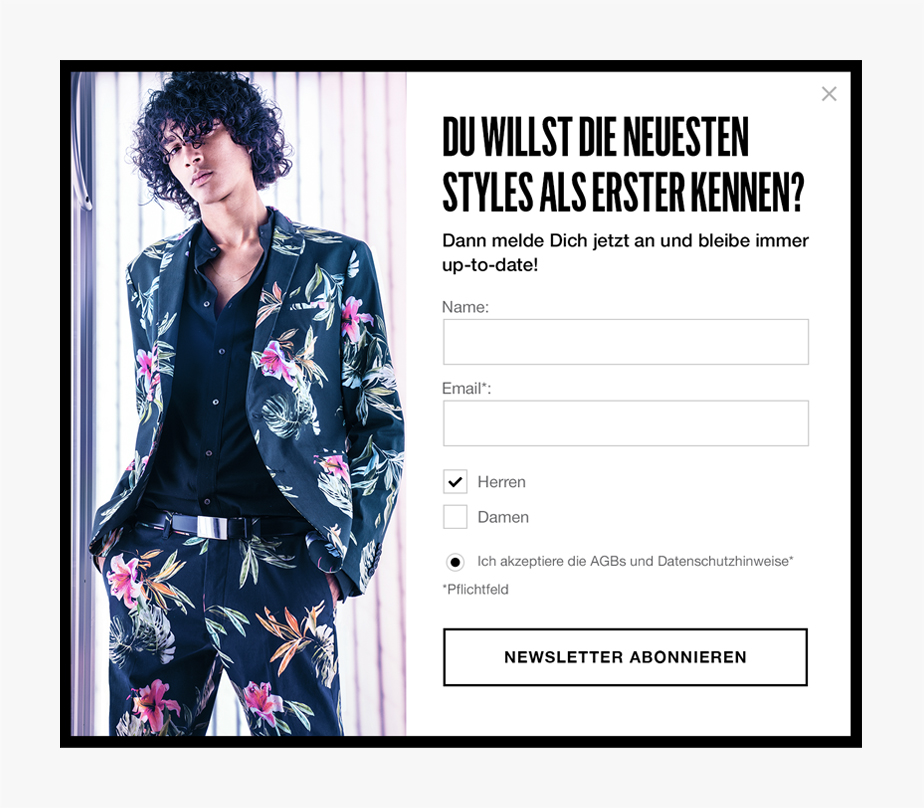 DU WILLST DIE NEUESTEN
STYLES ALS ERSTER KENNEN?
Dann melde Dich jetzt an und bleibe immer
up-to-date!
Name:
Email*:
Herren
Damen
Ich akzeptiere die AGBs und Datenschutzhinweise*
*Pflichtfeld
NEWSLETTER ABONNIEREN